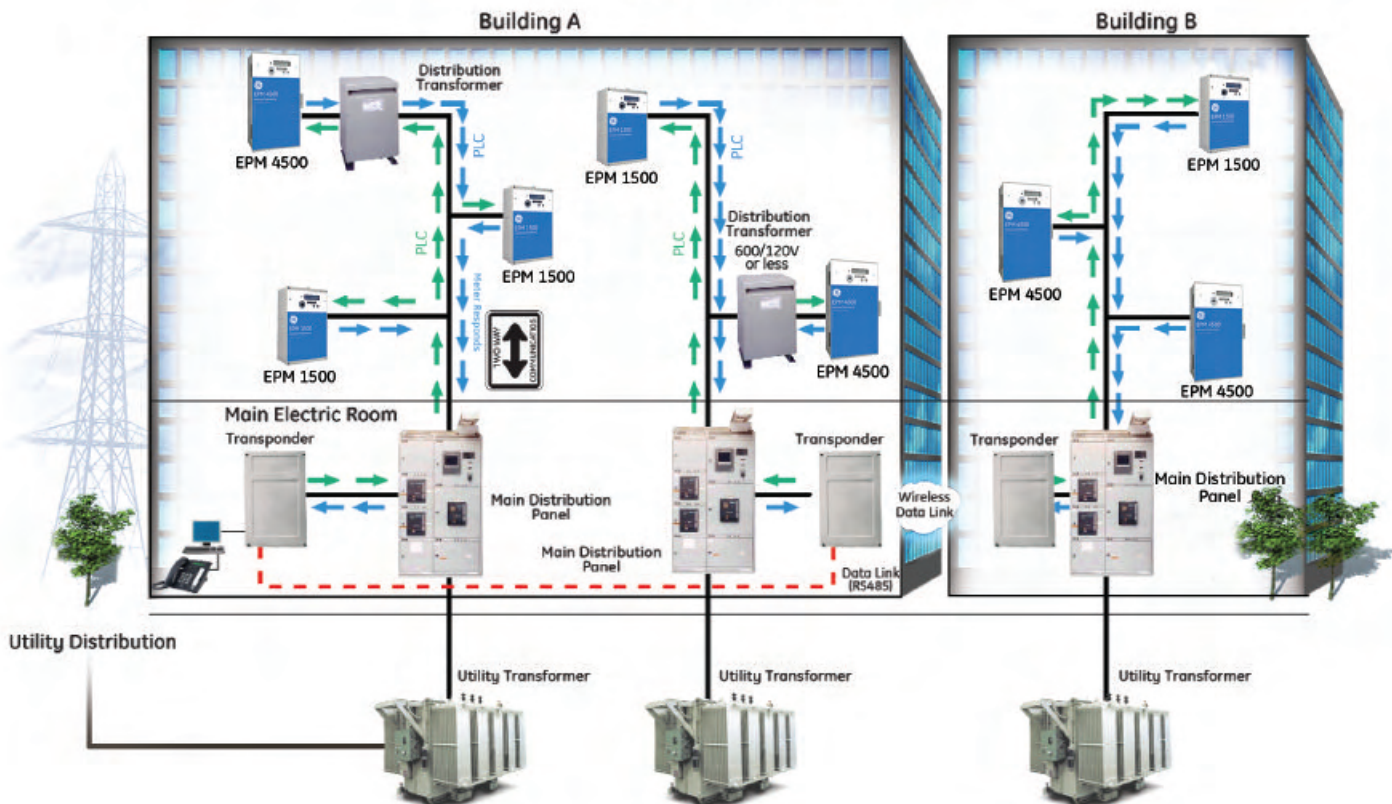 Building A
Building B
Distribution
Transformer
EPM 4500
PLC
EPM 1500
PLC
EPM 1500
EPM 1500
PLC
Meter Responds
TWO WAY
COMMUNICATION
EPM 1500
PLC
Distribution
Transformer
600/120V
or less
EPM 4500
EPM 1500
EPM 4500
EPM 4500
Main Electric Room
Transponder
Main Distribution
Panel
Main Distribution
Panel
Transponder
Data Link
(RS485)
Wireless
Data Link
Transponder
Main Distribution
Panel
Utility Distribution
Utility Transformer
Utility Transformer
Utility Transformer